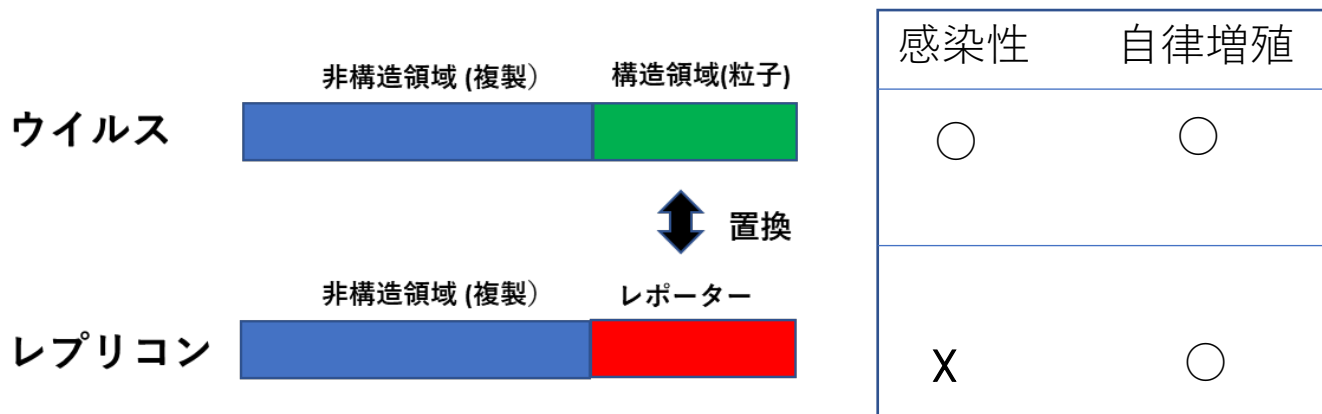 感染性 自律増殖
非構造領域 (複製） 構造領域(粒子)
ウイルス ○ ○
置換
非構造領域 (複製） レポーター
レプリコン X ○